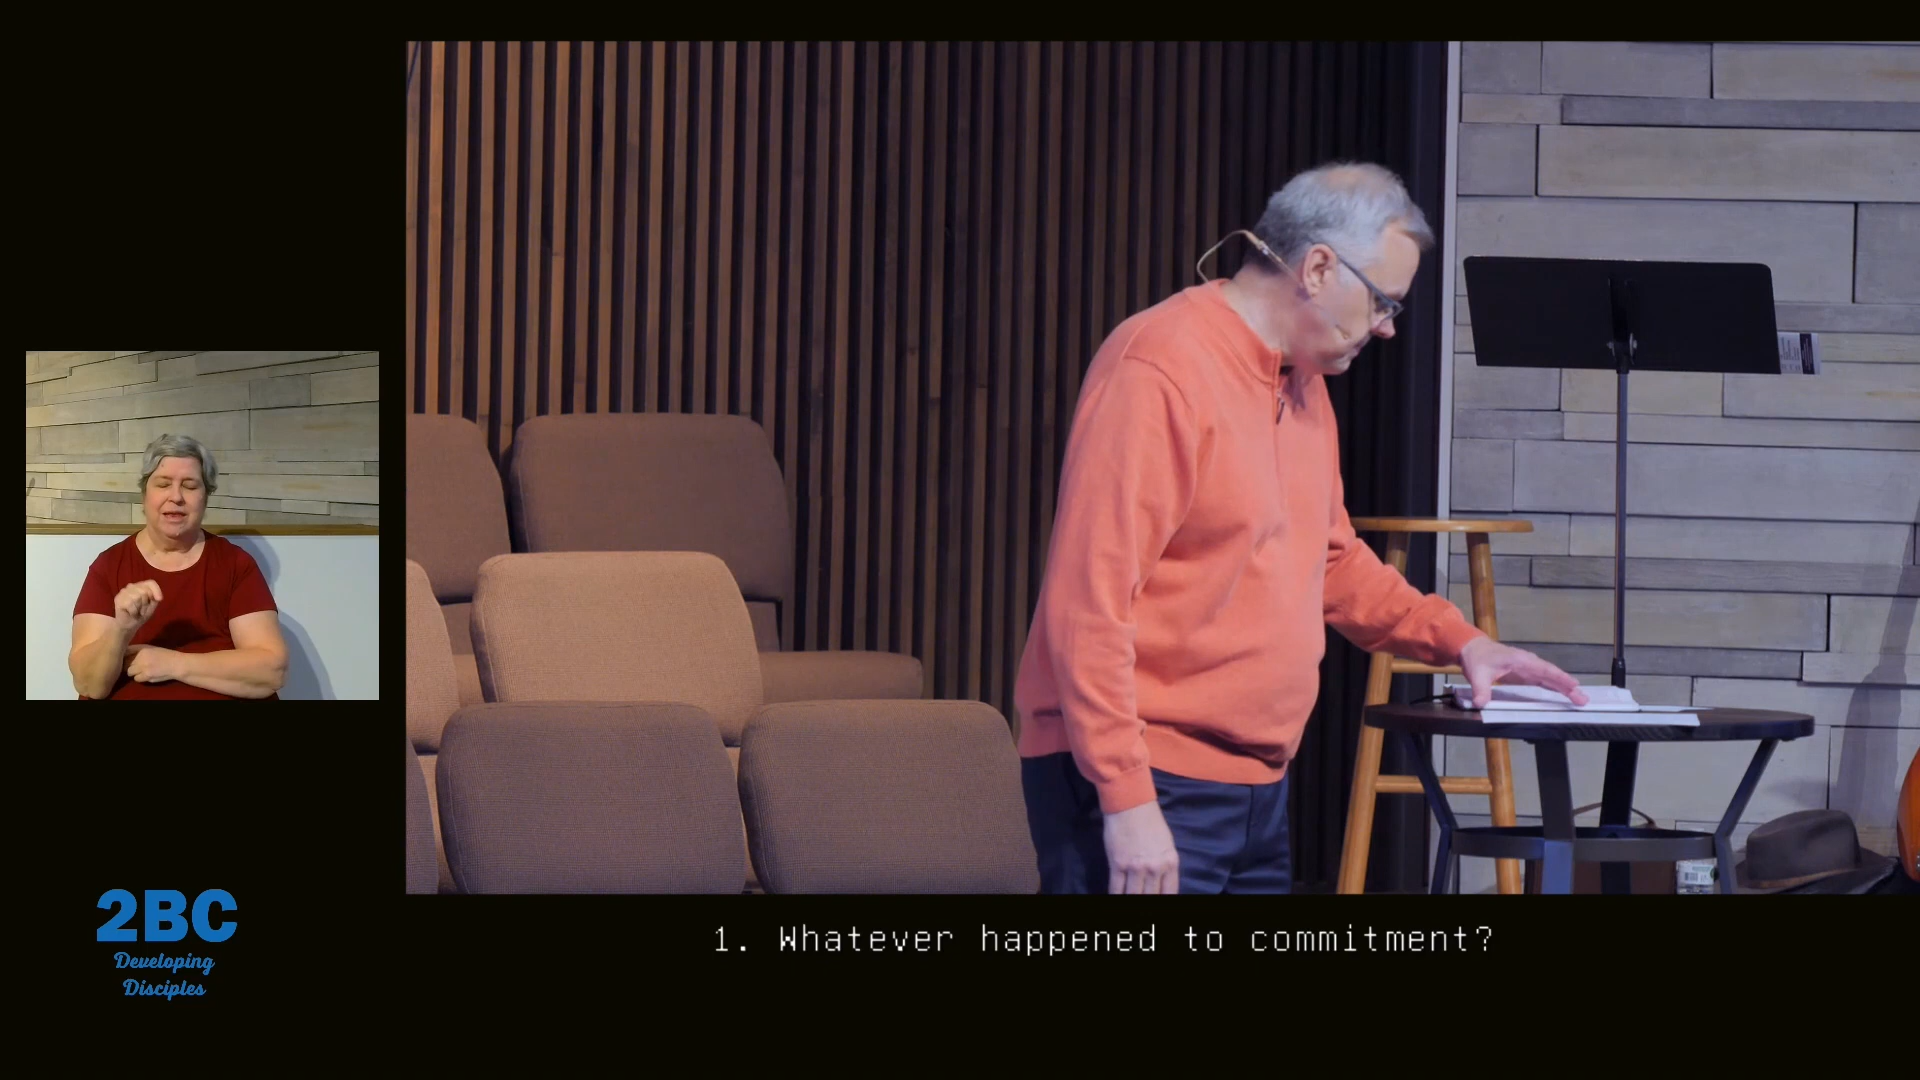 2BC
Developing
Disciples
1. Whatever happened to commitment?